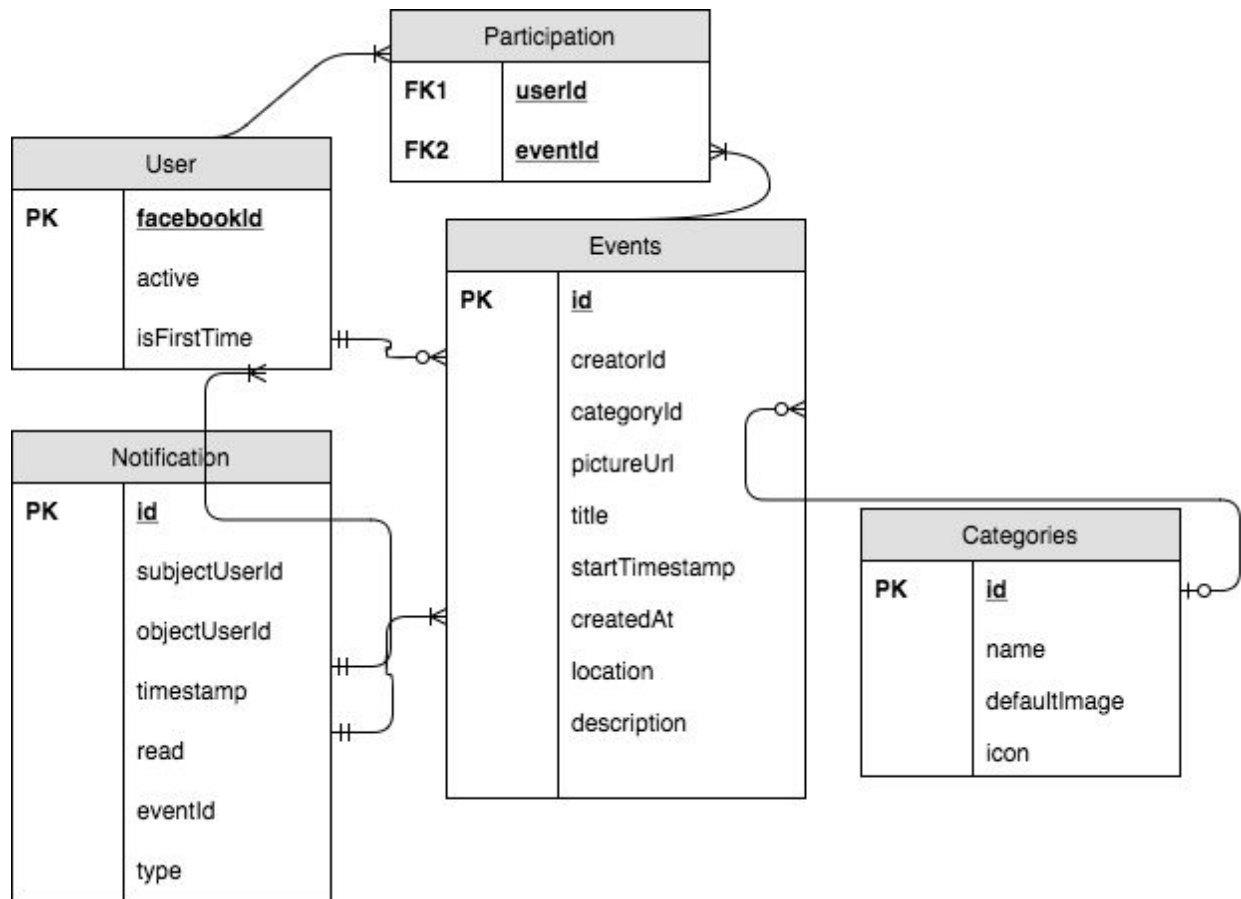 Participation
FK1 userId
FK2 eventId
User
PK facebookId
active
isFirstTime
Events
PK id
creatorId
categoryId
pictureUrl
title
startTimestamp
createdAt
location
description
Notification
PK id
subjectUserId
objectUserId
timestamp
read
eventId
type
Categories
PK id
name
defaultImage
icon